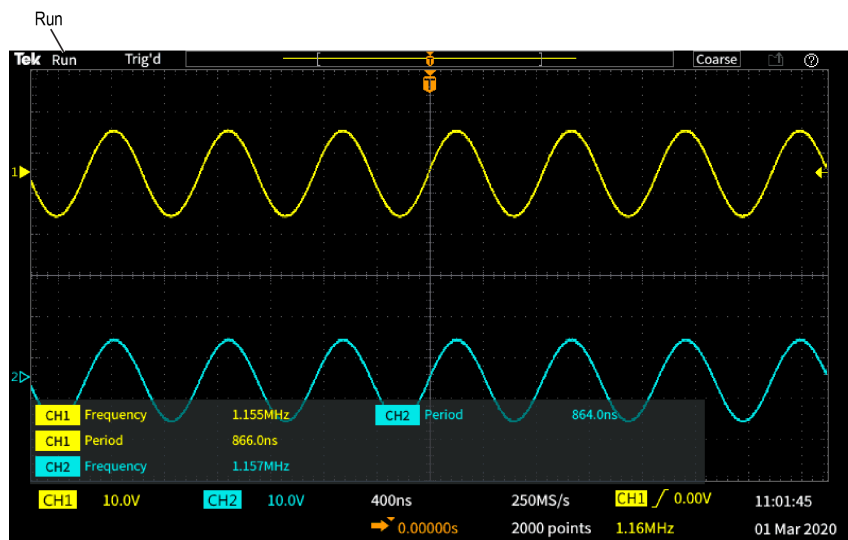 Run
Tek Run Trig'd T Coarse ?
T
1
2
CH1 Frequency 1.155MHz CH2 Period 864.0ns
CH1 Period 866.0ns
CH2 Frequency 1.157MHz
CH1 10.0V CH2 10.0V 400ns 250MS/s CH1 0.00V 11:01:45
0.00000s 2000 points 1.16MHz 01 Mar 2020